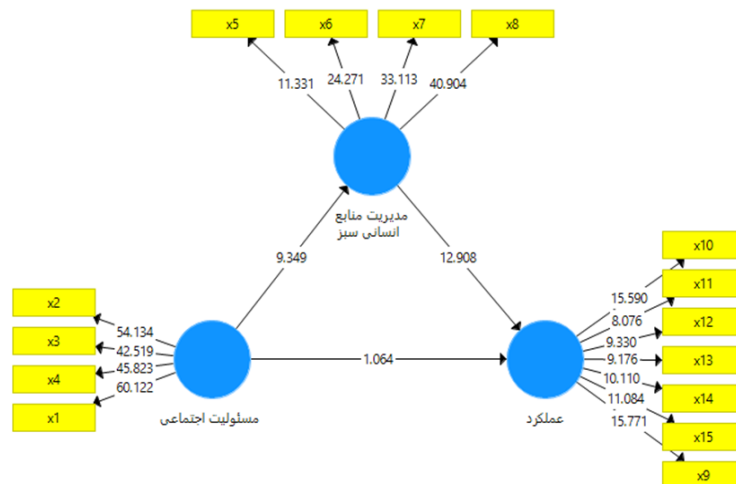 x5
x6
x7
x8
11.331
24.271
33.113
40.904
مدیریت منابع
انسانی سبز
9.349
12.908
x2
x3
x4
x1
54.134
42.519
45.823
60.122
مسئولیت اجتماعی
1.064
عملکرد
15.590
8.076
9.330
9.176
10.110
11.084
15.771
x10
x11
x12
x13
x14
x15
x9